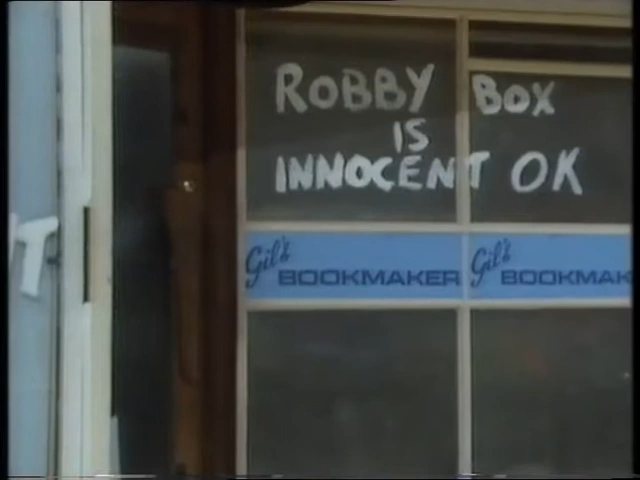 ROBBY BOX
IS
INNOCENT OK
Gil's BOOKMAKER Gil's BOOKMAK
T